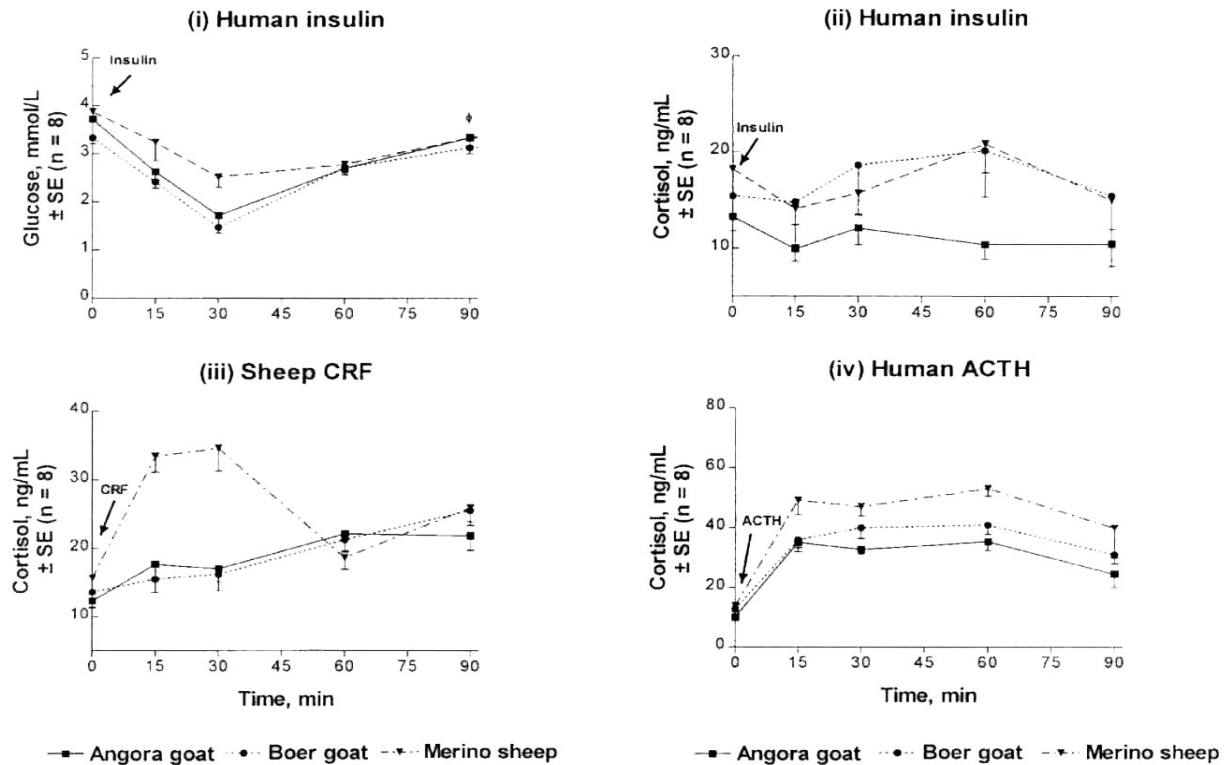 (i) Human insulin
Glucose, mmol/L
± SE (n = 8)
5
4
3
2
1
0
Insulin
ϕ
0 15 30 45 60 75 90
(ii) Human insulin
Cortisol, ng/mL
± SE (n = 8)
30
20
10
Insulin
0 15 30 45 60 75 90
(iii) Sheep CRF
Cortisol, ng/mL
± SE (n = 8)
40
30
20
10
CRF
0 15 30 45 60 75 90
Time, min
(iv) Human ACTH
Cortisol, ng/mL
± SE (n = 8)
80
60
40
20
0
ACTH
0 15 30 45 60 75 90
Time, min
Angora goat Boer goat Merino sheep
Angora goat Boer goat Merino sheep